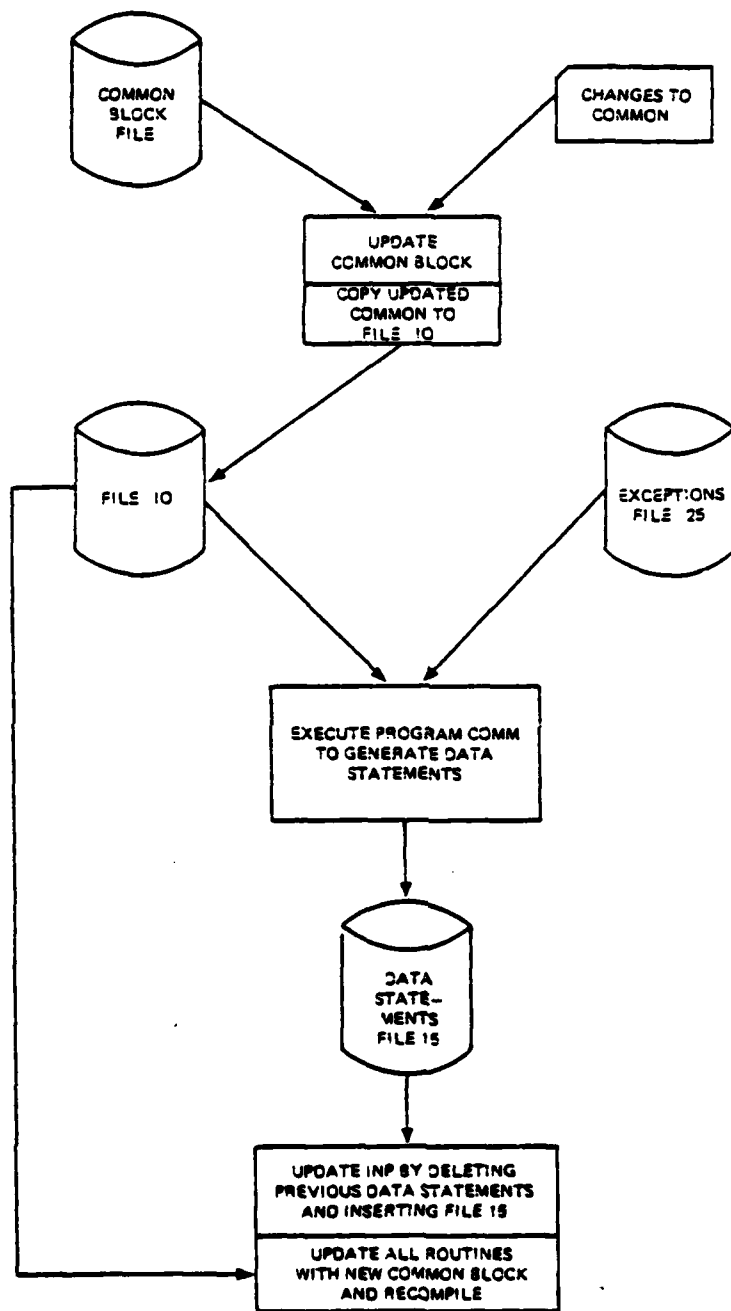 COMMON
BLOCK
FILE
CHANGES TO
COMMON
UPDATE
COMMON BLOCK
COPY UPDATED
COMMON TO
FILE 10
FILE 10
EXCEPTIONS
FILE 25
EXECUTE PROGRAM COMM
TO GENERATE DATA
STATEMENTS
DATA
STATE-
MENTS
FILE 15
UPDATE INP BY DELETING
PREVIOUS DATA STATEMENTS
AND INSERTING FILE 15
UPDATE ALL ROUTINES
WITH NEW COMMON BLOCK
AND RECOMPILE